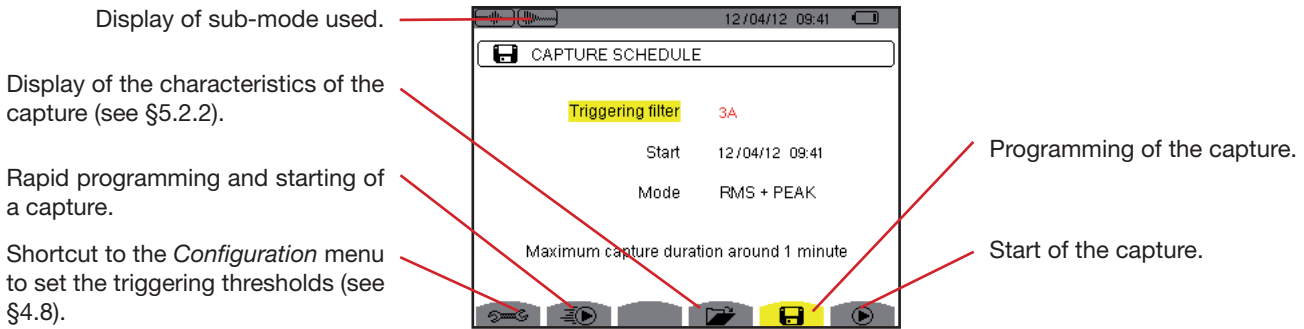 Display of sub-mode used.
12/04/12 09:41
CAPTURE SCHEDULE
Display of the characteristics of the
capture (see §5.2.2).
Triggering filter 3A
Start 12/04/12 09:41
Programming of the capture.
Rapid programming and starting of
a capture.
Mode RMS + PEAK
Shortcut to the Configuration menu
to set the triggering thresholds (see
§4.8).
Maximum capture duration around 1 minute
Start of the capture.